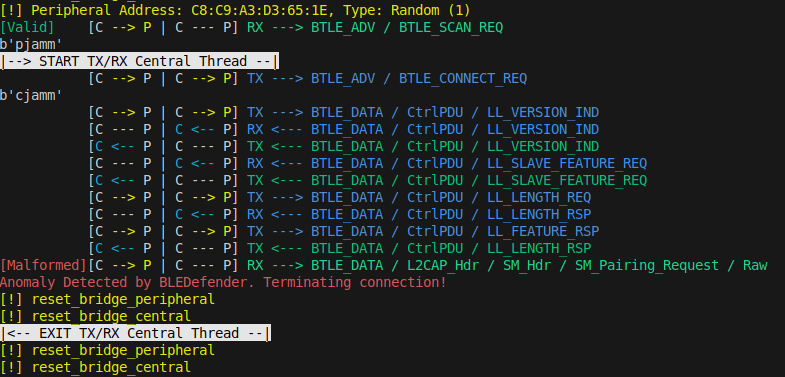 [!] Peripheral Address: C8:C9:A3:D3:65:1E, Type: Random (1)
[Valid]    [C --> P | C --- P] RX ---> BTLE_ADV / BTLE_SCAN_REQ
b'pjamm'
|--> START TX/RX Central Thread --|
[C --> P | C --> P] TX ---> BTLE_ADV / BTLE_CONNECT_REQ
b'cjamm'
[C --> P | C --> P] TX ---> BTLE_DATA / CtrlPDU / LL_VERSION_IND
[C --- P | C <-- P] RX <--- BTLE_DATA / CtrlPDU / LL_VERSION_IND
[C <-- P | C --- P] TX <--- BTLE_DATA / CtrlPDU / LL_VERSION_IND
[C --- P | C <-- P] RX <--- BTLE_DATA / CtrlPDU / LL_SLAVE_FEATURE_REQ
[C <-- P | C --- P] TX <--- BTLE_DATA / CtrlPDU / LL_SLAVE_FEATURE_REQ
[C --> P | C --> P] TX ---> BTLE_DATA / CtrlPDU / LL_LENGTH_REQ
[C --- P | C <-- P] RX <--- BTLE_DATA / CtrlPDU / LL_LENGTH_RSP
[C --- P | C --> P] TX ---> BTLE_DATA / CtrlPDU / LL_FEATURE_RSP
[C <-- P | C --- P] TX <--- BTLE_DATA / CtrlPDU / LL_LENGTH_RSP
[Malformed][C --> P | C --- P] RX ---> BTLE_DATA / L2CAP_Hdr / SM_Hdr / SM_Pairing_Request / Raw
Anomaly Detected by BLEDefender. Terminating connection!
[!] reset_bridge_peripheral
[!] reset_bridge_central
|<-- EXIT TX/RX Central Thread --|
[!] reset_bridge_peripheral
[!] reset_bridge_central